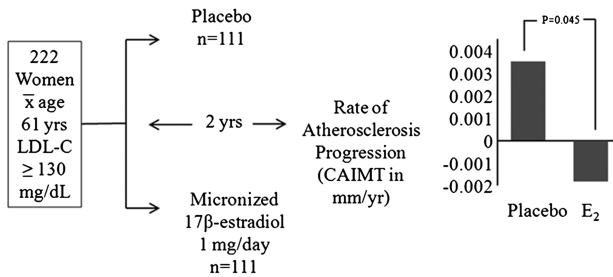 222
Women
x̅ age
61 yrs
LDL-C
≥ 130
mg/dL
Placebo
n=111
2 yrs
Micronized
17β-estradiol
1 mg/day
n=111
Rate of
Atherosclerosis
Progression
(CAIMT in
mm/yr)
P=0.045
0.004
0.003
0.002
0.001
0
-0.001
-0.002
Placebo E₂